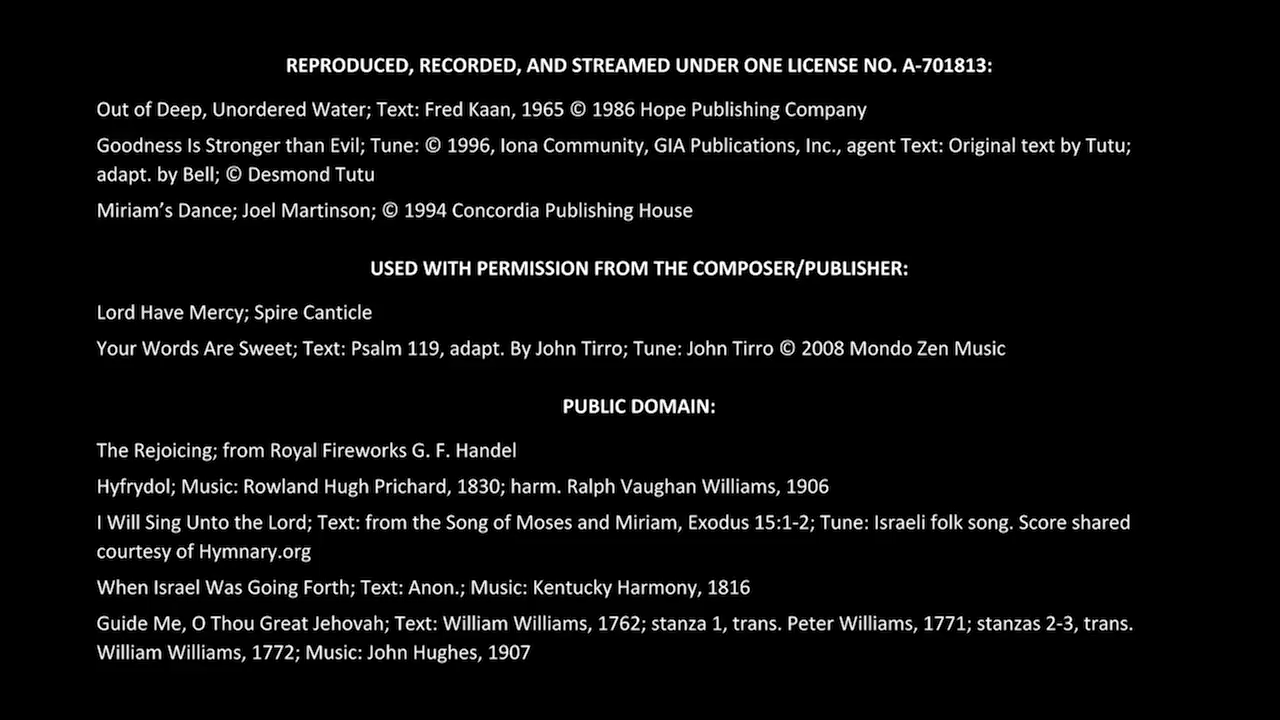 REPRODUCED, RECORDED, AND STREAMED UNDER ONE LICENSE NO. A-701813:
Out of Deep, Unordered Water; Text: Fred Kaan, 1965 © 1986 Hope Publishing Company
Goodness Is Stronger than Evil; Tune: © 1996, Iona Community, GIA Publications, Inc., agent Text: Original text by Tutu;
adapt. by Bell; © Desmond Tutu
Miriam’s Dance; Joel Martinson; © 1994 Concordia Publishing House
USED WITH PERMISSION FROM THE COMPOSER/PUBLISHER:
Lord Have Mercy; Spire Canticle
Your Words Are Sweet; Text: Psalm 119, adapt. By John Tirro; Tune: John Tirro © 2008 Mondo Zen Music
PUBLIC DOMAIN:
The Rejoicing; from Royal Fireworks G. F. Handel
Hyfrydol; Music: Rowland Hugh Prichard, 1830; harm. Ralph Vaughan Williams, 1906
I Will Sing Unto the Lord; Text: from the Song of Moses and Miriam, Exodus 15:1-2; Tune: Israeli folk song. Score shared
courtesy of Hymnary.org
When Israel Was Going Forth; Text: Anon.; Music: Kentucky Harmony, 1816
Guide Me, O Thou Great Jehovah; Text: William Williams, 1762; stanza 1, trans. Peter Williams, 1771; stanzas 2-3, trans.
William Williams, 1772; Music: John Hughes, 1907